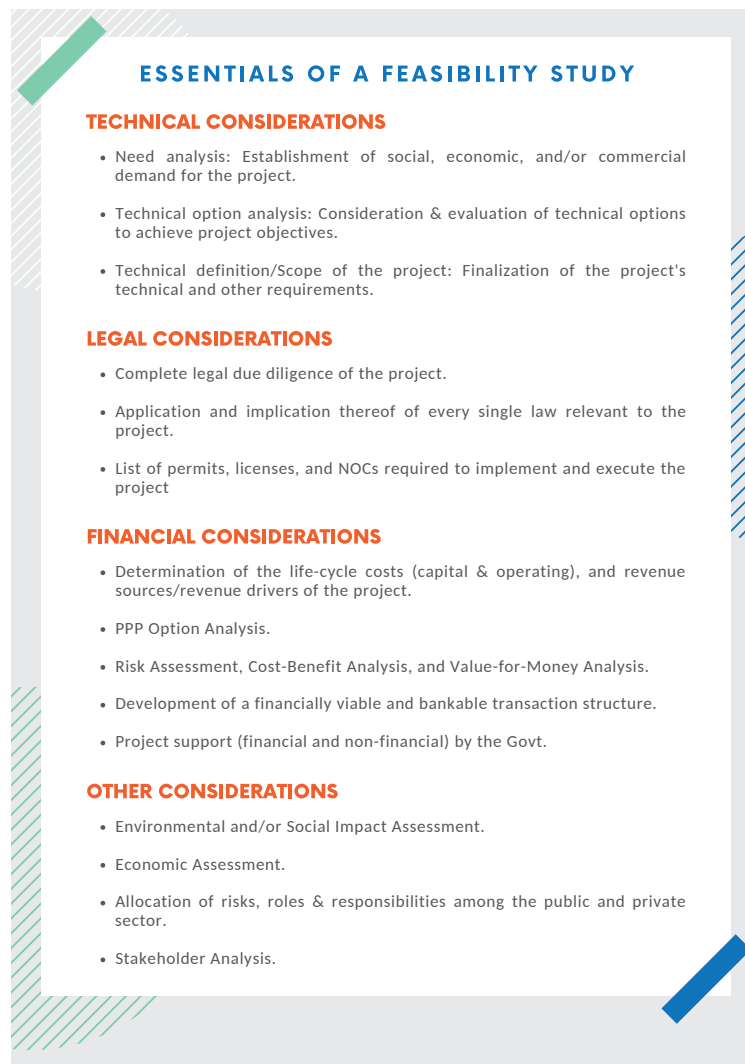 ESSENTIALS OF A FEASIBILITY STUDY
TECHNICAL CONSIDERATIONS
• Need analysis: Establishment of social, economic, and/or commercial
demand for the project.
• Technical option analysis: Consideration & evaluation of technical options
to achieve project objectives.
• Technical definition/Scope of the project: Finalization of the project's
technical and other requirements.
LEGAL CONSIDERATIONS
• Complete legal due diligence of the project.
• Application and implication thereof of every single law relevant to the
project.
• List of permits, licenses, and NOCs required to implement and execute the
project
FINANCIAL CONSIDERATIONS
• Determination of the life-cycle costs (capital & operating), and revenue
sources/revenue drivers of the project.
• PPP Option Analysis.
• Risk Assessment, Cost-Benefit Analysis, and Value-for-Money Analysis.
• Development of a financially viable and bankable transaction structure.
• Project support (financial and non-financial) by the Govt.
OTHER CONSIDERATIONS
• Environmental and/or Social Impact Assessment.
• Economic Assessment.
• Allocation of risks, roles & responsibilities among the public and private
sector.
• Stakeholder Analysis.